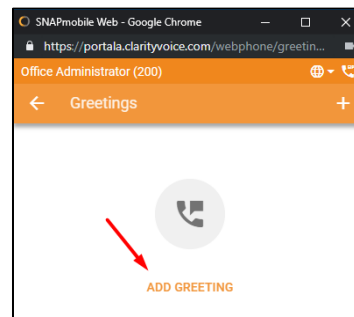 SNAPmobile Web - Google Chrome
https://portala.clarityvoice.com/webphone/greetin...
Office Administrator (200)
Greetings
ADD GREETING